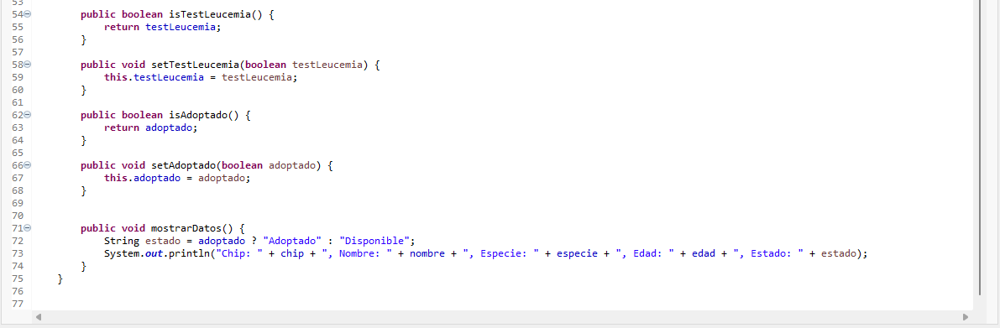 53
54 public boolean isTestLeucemia() {
55 return testLeucemia;
56 }
57
58 public void setTestLeucemia(boolean testLeucemia) {
59 this.testLeucemia = testLeucemia;
60 }
61
62 public boolean isAdoptado() {
63 return adoptado;
64 }
65
66 public void setAdoptado(boolean adoptado) {
67 this.adoptado = adoptado;
68 }
69
70
71 public void mostrarDatos() {
72 String estado = adoptado ? "Adoptado" : "Disponible";
73 System.out.println("Chip: " + chip + ", Nombre: " + nombre + ", Especie: " + especie + ", Edad: " + edad + ", Estado: " + estado);
74 }
75 }
76
77